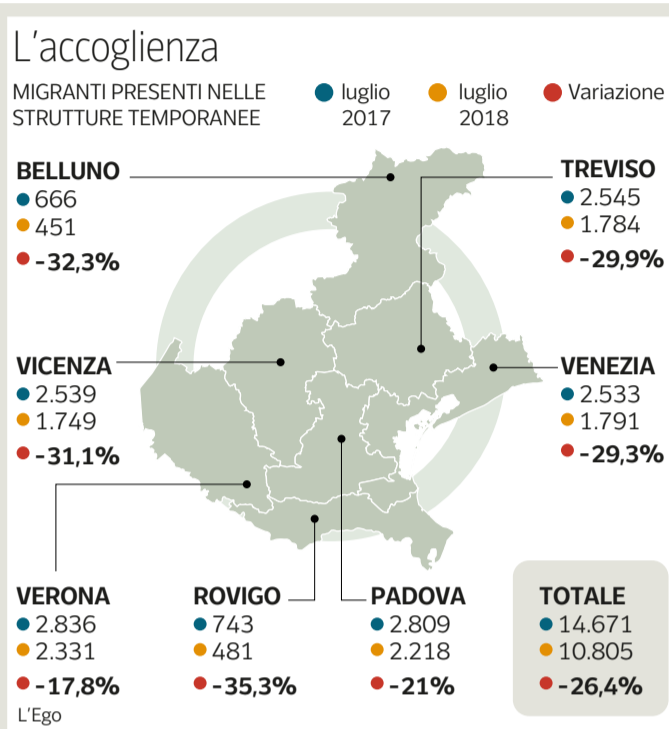 L'accoglienza
MIGRANTI PRESENTI NELLE
STRUTTURE TEMPORANEE
luglio
2017
luglio
2018
Variazione
BELLUNO
666
451
-32,3%
TREVISO
2.545
1.784
-29,9%
VICENZA
2.539
1.749
-31,1%
VENEZIA
2.533
1.791
-29,3%
VERONA
2.836
2.331
-17,8%
ROVIGO
743
481
-35,3%
PADOVA
2.809
2.218
-21%
TOTALE
14.671
10.805
-26,4%
L'Ego